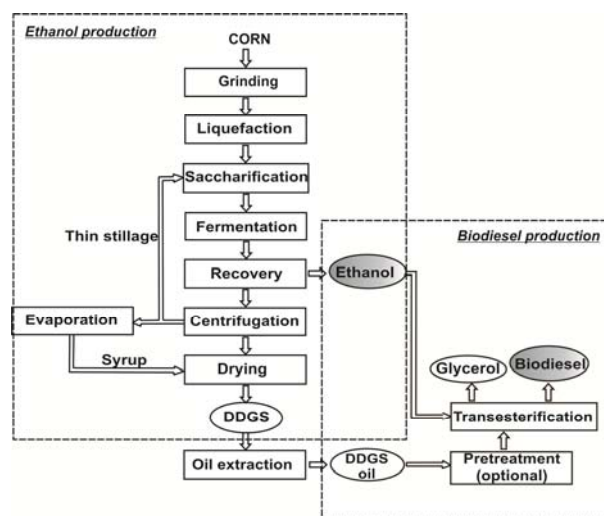 Ethanol production
CORN
Grinding
Liquefaction
Saccharification
Thin stillage
Fermentation
Biodiesel production
Recovery
Ethanol
Evaporation
Centrifugation
Syrup
Drying
Glycerol
Biodiesel
DDGS
Transesterification
Oil extraction
DDGS
oil
Pretreatment
(optional)